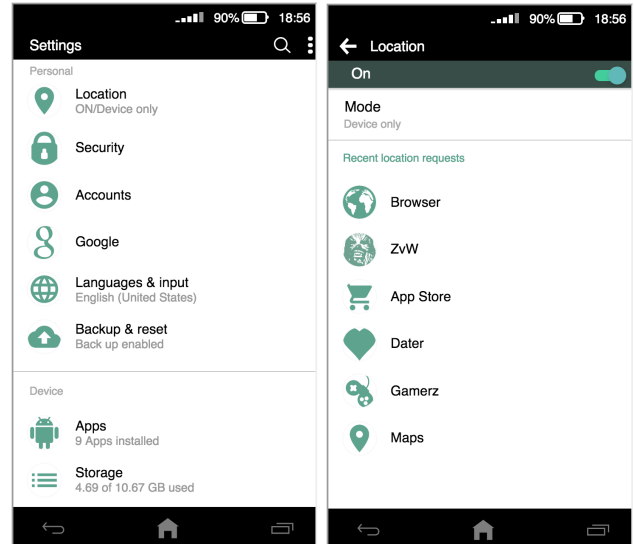 90% 18:56
Settings
Personal
Location
ON/Device only
Security
Accounts
Google
Languages & input
English (United States)
Backup & reset
Back up enabled
Device
Apps
9 Apps installed
Storage
4.69 of 10.67 GB used
90% 18:56
Location
On
Mode
Device only
Recent location requests
Browser
ZvW
App Store
Dater
Gamerz
Maps